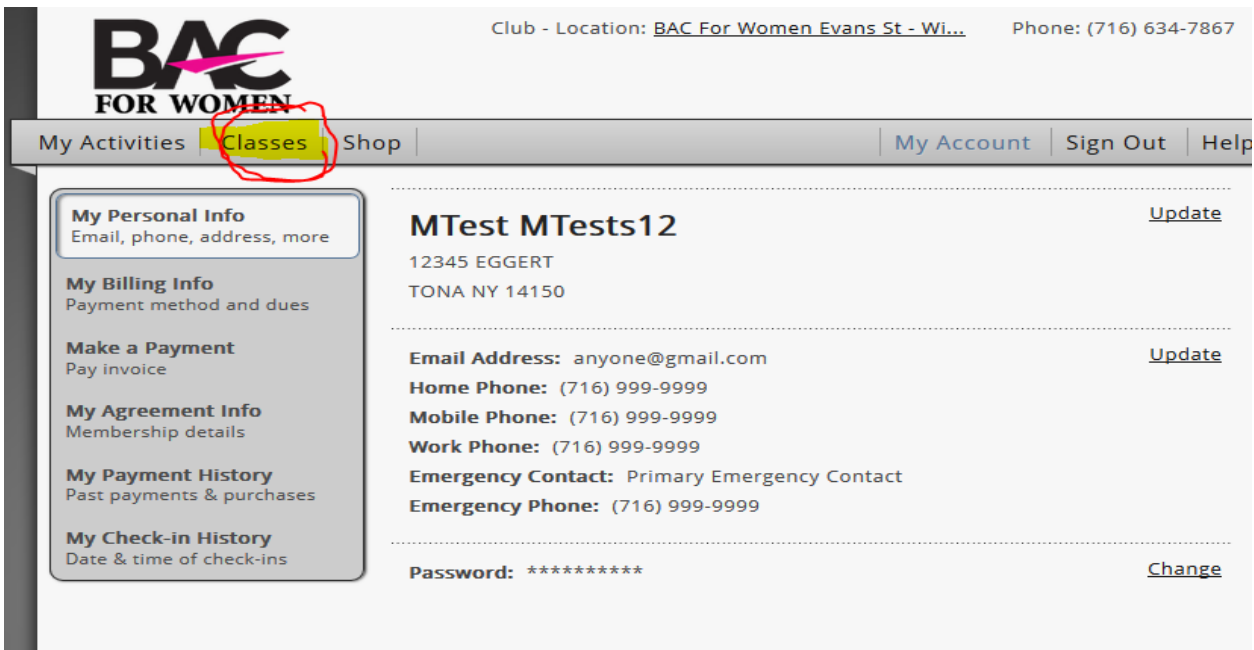 BAC
FOR WOMEN
Club - Location: BAC For Women Evans St - Wi... Phone: (716) 634-7867
My Activities Classes Shop My Account Sign Out Help
My Personal Info
Email, phone, address, more
My Billing Info
Payment method and dues
Make a Payment
Pay invoice
My Agreement Info
Membership details
My Payment History
Past payments & purchases
My Check-in History
Date & time of check-ins
MTest MTests12 Update
12345 EGGERT
TONA NY 14150
Email Address: anyone@gmail.com Update
Home Phone: (716) 999-9999
Mobile Phone: (716) 999-9999
Work Phone: (716) 999-9999
Emergency Contact: Primary Emergency Contact
Emergency Phone: (716) 999-9999
Password: ********** Change